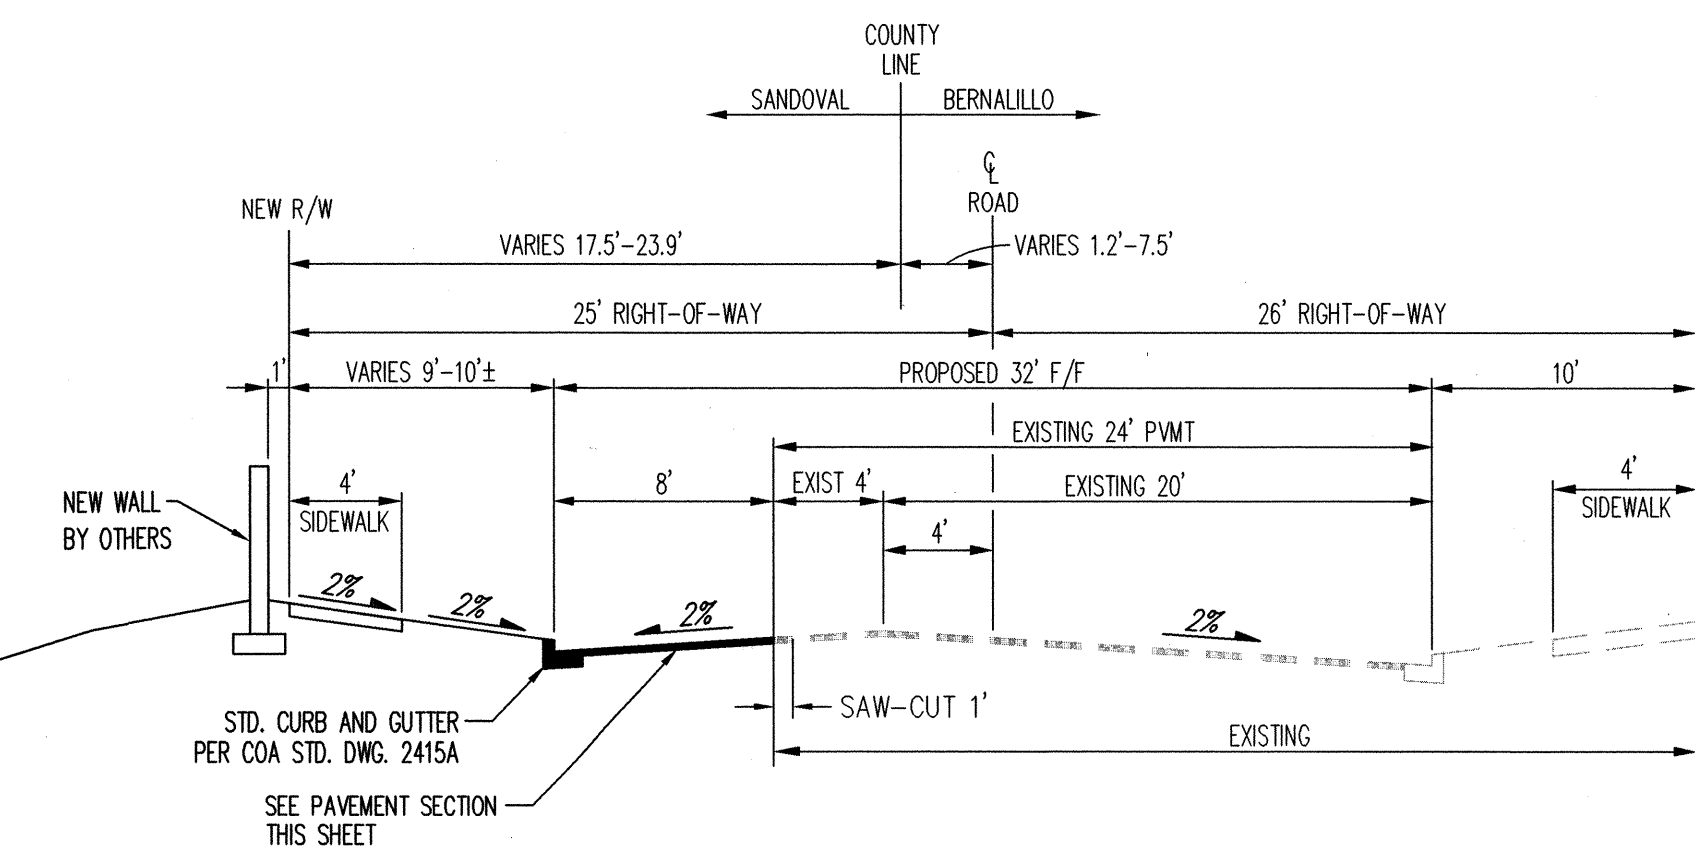 COUNTY
LINE
SANDOVAL
BERNALILLO
℄
ROAD
NEW R/W
VARIES 17.5'-23.9'
VARIES 1.2'-7.5'
25' RIGHT-OF-WAY
26' RIGHT-OF-WAY
1'
VARIES 9'-10'±
PROPOSED 32' F/F
10'
EXISTING 24' PVMT
4'
SIDEWALK
8'
EXIST 4'
EXISTING 20'
4'
SIDEWALK
4'
NEW WALL
BY OTHERS
2%
2%
2%
2%
SAW-CUT 1'
STD. CURB AND GUTTER
PER COA STD. DWG. 2415A
EXISTING
SEE PAVEMENT SECTION
THIS SHEET